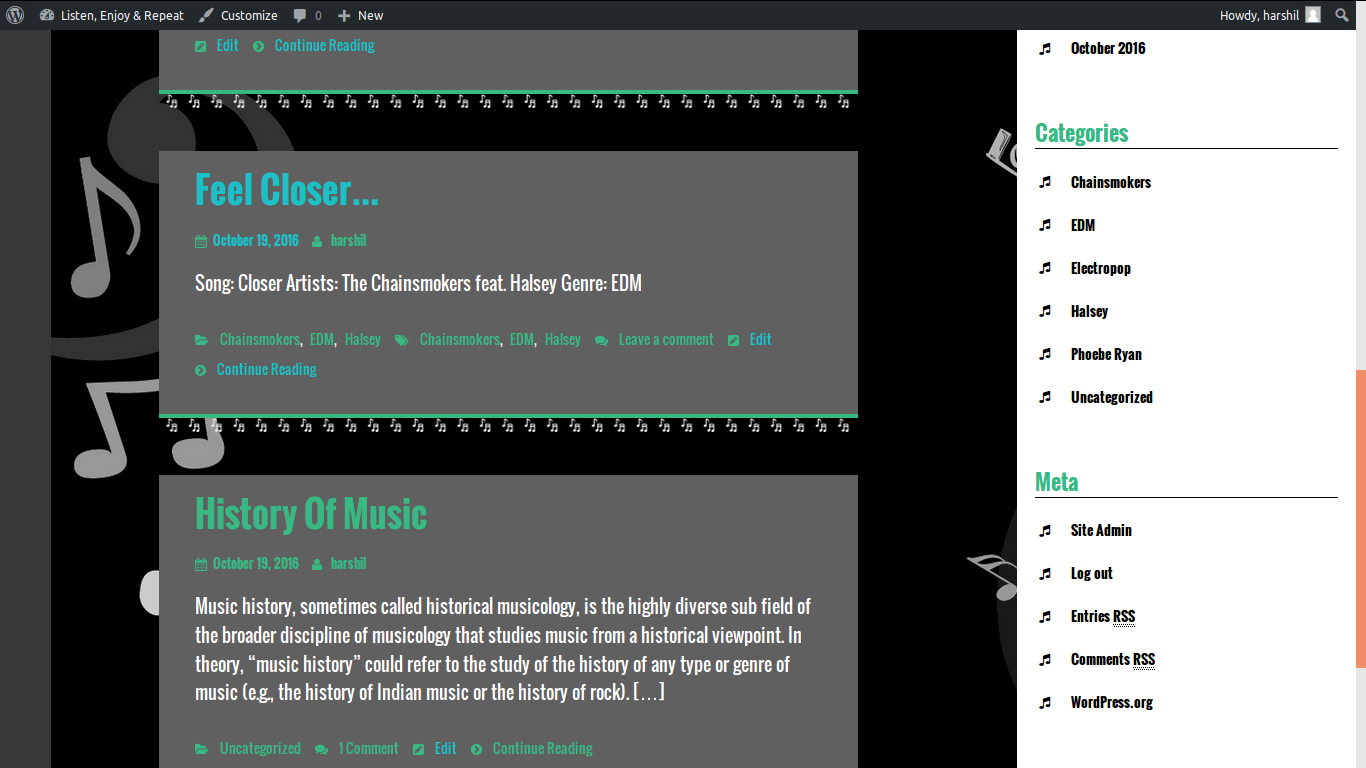 Listen, Enjoy & Repeat Customize 0 New Howdy, harshil
Edit Continue Reading
Feel Closer...
October 19, 2016 harshil
Song: Closer Artists: The Chainsmokers feat. Halsey Genre: EDM
Chainsmokers, EDM, Halsey Chainsmokers, EDM, Halsey Leave a comment Edit
Continue Reading
History Of Music
October 19, 2016 harshil
Music history, sometimes called historical musicology, is the highly diverse sub field of
the broader discipline of musicology that studies music from a historical viewpoint. In
theory, “music history” could refer to the study of the history of any type or genre of
music (e.g., the history of Indian music or the history of rock). […]
Uncategorized 1 Comment Edit Continue Reading
October 2016
Categories
Chainsmokers
EDM
Electropop
Halsey
Phoebe Ryan
Uncategorized
Meta
Site Admin
Log out
Entries RSS
Comments RSS
WordPress.org